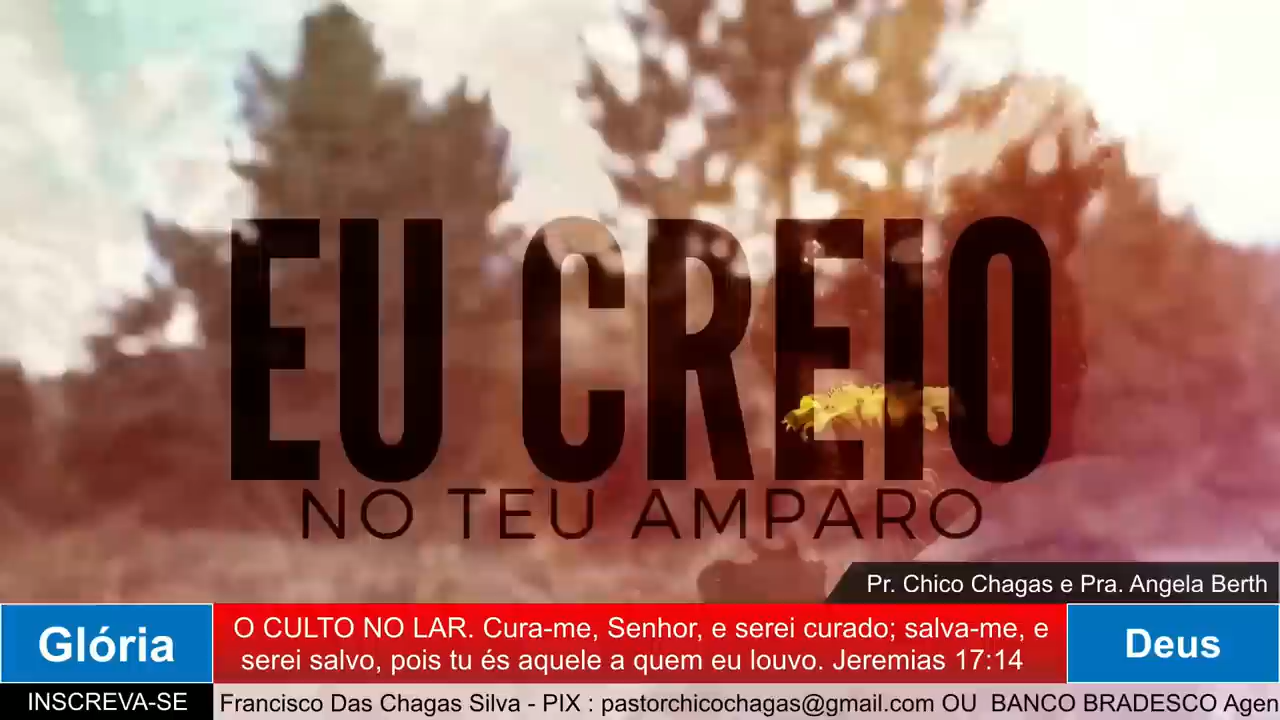 EU CREIO
NO TEU AMPARO
Pr. Chico Chagas e Pra. Angela Berth
Glória
O CULTO NO LAR. Cura-me, Senhor, e serei curado; salva-me, e
serei salvo, pois tu és aquele a quem eu louvo. Jeremias 17:14
Deus
INSCREVA-SE
Francisco Das Chagas Silva - PIX : pastorchicochagas@gmail.com OU BANCO BRADESCO Agen